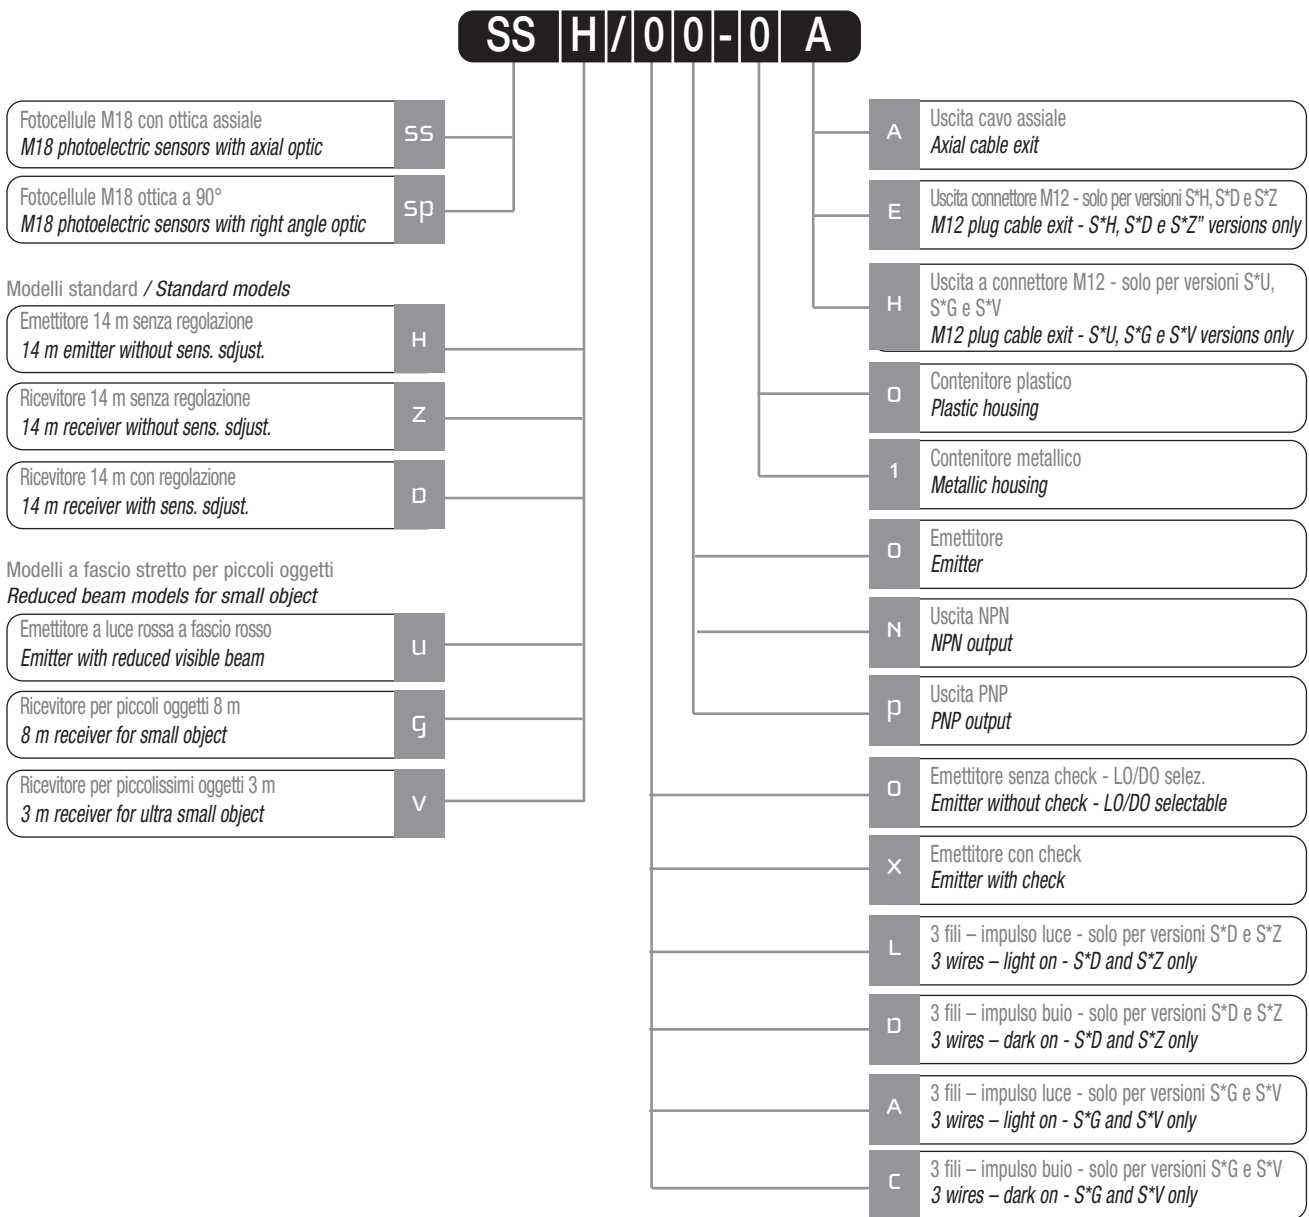 SS H/00-0 A
Fotocellule M18 con ottica assiale
M18 photoelectric sensors with axial optic
SS
Fotocellule M18 ottica a 90°
M18 photoelectric sensors with right angle optic
SP
Modelli standard / Standard models
Emettitore 14 m senza regolazione
14 m emitter without sens. sdjust.
H
Ricevitore 14 m senza regolazione
14 m receiver without sens. sdjust.
Z
Ricevitore 14 m con regolazione
14 m receiver with sens. sdjust.
D
Modelli a fascio stretto per piccoli oggetti
Reduced beam models for small object
Emettitore a luce rossa a fascio rosso
Emitter with reduced visible beam
U
Ricevitore per piccoli oggetti 8 m
8 m receiver for small object
G
Ricevitore per piccolissimi oggetti 3 m
3 m receiver for ultra small object
V
A
Uscita cavo assiale
Axial cable exit
E
Uscita connettore M12 - solo per versioni S*H, S*D e S*Z
M12 plug cable exit - S*H, S*D e S*Z” versions only
H
Uscita a connettore M12 - solo per versioni S*U,
S*G e S*V
M12 plug cable exit - S*U, S*G e S*V versions only
0
Contenitore plastico
Plastic housing
1
Contenitore metallico
Metallic housing
0
Emettitore
Emitter
N
Uscita NPN
NPN output
P
Uscita PNP
PNP output
0
Emettitore senza check - LO/DO selez.
Emitter without check - LO/DO selectable
X
Emettitore con check
Emitter with check
L
3 fili – impulso luce - solo per versioni S*D e S*Z
3 wires – light on - S*D and S*Z only
D
3 fili – impulso buio - solo per versioni S*D e S*Z
3 wires – dark on - S*D and S*Z only
A
3 fili – impulso luce - solo per versioni S*G e S*V
3 wires – light on - S*G and S*V only
C
3 fili – impulso buio - solo per versioni S*G e S*V
3 wires – dark on - S*G and S*V only